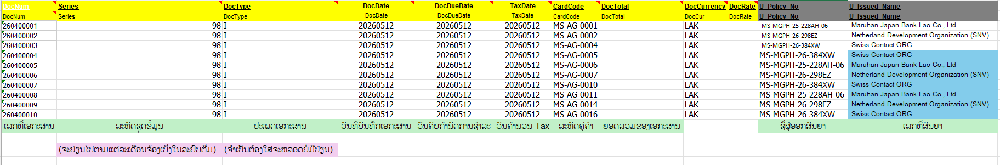 DocNum Series DocType DocDate DocDueDate TaxDate CardCode DocTotal DocCurrency DocRate U_Policy_No U_Issued_Name
DocNum Series DocType DocDate DocDueDate TaxDate CardCode DocTotal DocCur DocRate U_Policy_No U_Issued_Name
260400001 98 I 20260512 20260512 20260512 MS-AG-0001 LAK MS-MGPH-25-228AH-06 Maruhan Japan Bank Lao Co., Ltd
260400002 98 I 20260512 20260512 20260512 MS-AG-0002 LAK MS-MGPH-26-298EZ Netherland Development Organization (SNV)
260400003 98 I 20260512 20260512 20260512 MS-AG-0004 LAK MS-MGPH-26-384XW Swiss Contact ORG
260400004 98 I 20260512 20260512 20260512 MS-AG-0005 LAK MS-MGPH-26-384XW Swiss Contact ORG
260400005 98 I 20260512 20260512 20260512 MS-AG-0006 LAK MS-MGPH-25-228AH-06 Maruhan Japan Bank Lao Co., Ltd
260400006 98 I 20260512 20260512 20260512 MS-AG-0007 LAK MS-MGPH-26-298EZ Netherland Development Organization (SNV)
260400007 98 I 20260512 20260512 20260512 MS-AG-0010 LAK MS-MGPH-26-384XW Swiss Contact ORG
260400008 98 I 20260512 20260512 20260512 MS-AG-0011 LAK MS-MGPH-25-228AH-06 Maruhan Japan Bank Lao Co., Ltd
260400009 98 I 20260512 20260512 20260512 MS-AG-0014 LAK MS-MGPH-26-298EZ Netherland Development Organization (SNV)
260400010 98 I 20260512 20260512 20260512 MS-AG-0016 LAK MS-MGPH-26-384XW Swiss Contact ORG
ເລກທີ່ເອກະສານ ລະຫັດຊຸດຂໍ້ມູນ ປະເພດເອກະສານ ວັນທີບັນທຶກເອກະສານ ວັນຄົບກຳນົດການຊຳລະ ວັນຄຳນວນ Tax ລະຫັດຄູ່ຄ້າ ຍອດລວມຂອງເອກະສານ ຊື່ຜູ້ອອກສັນຍາ ເລກທີ່ສັນຍາ
(ຈະປ່ຽນໄປຕາມແຕ່ລະເດືອນຈ້ອງເບິ່ງໃນລະບົບຕື່ມ) (ຈຳເປັນຕ້ອງໃສ່ຈະຫລອດບໍ່ມີປ່ຽນ)